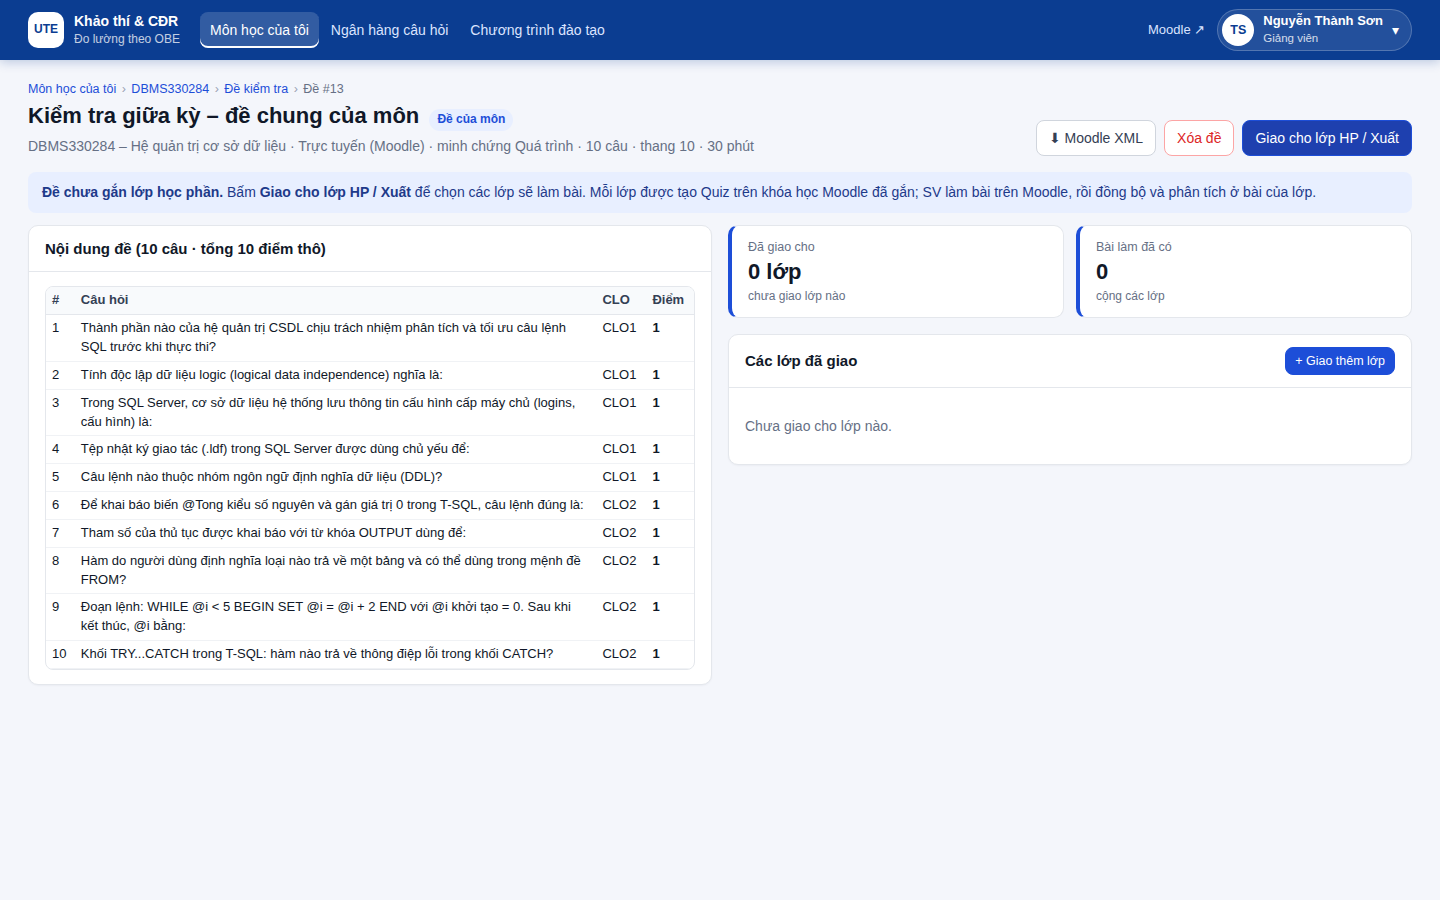 UTE
Khảo thí & CĐR
Đo lường theo OBE
Môn học của tôi
Ngân hàng câu hỏi
Chương trình đào tạo
Moodle ↗
TS
Nguyễn Thành Sơn
Giảng viên
▾
Môn học của tôi › DBMS330284 › Đề kiểm tra › Đề #13
Kiểm tra giữa kỳ – đề chung của môn
Đề của môn
DBMS330284 – Hệ quản trị cơ sở dữ liệu · Trực tuyến (Moodle) · minh chứng Quá trình · 10 câu · thang 10 · 30 phút
⬇ Moodle XML
Xóa đề
Giao cho lớp HP / Xuất
Đề chưa gắn lớp học phần. Bấm Giao cho lớp HP / Xuất để chọn các lớp sẽ làm bài. Mỗi lớp được tạo Quiz trên khóa học Moodle đã gắn; SV làm bài trên Moodle, rồi đồng bộ và phân tích ở bài của lớp.
Nội dung đề (10 câu · tổng 10 điểm thô)
# Câu hỏi CLO Điểm
1 Thành phần nào của hệ quản trị CSDL chịu trách nhiệm phân tích và tối ưu câu lệnh CLO1 1
SQL trước khi thực thi?
2 Tính độc lập dữ liệu logic (logical data independence) nghĩa là: CLO1 1
3 Trong SQL Server, cơ sở dữ liệu hệ thống lưu thông tin cấu hình cấp máy chủ (logins, CLO1 1
cấu hình) là:
4 Tệp nhật ký giao tác (.ldf) trong SQL Server được dùng chủ yếu để: CLO1 1
5 Câu lệnh nào thuộc nhóm ngôn ngữ định nghĩa dữ liệu (DDL)? CLO1 1
6 Để khai báo biến @Tong kiểu số nguyên và gán giá trị 0 trong T-SQL, câu lệnh đúng là: CLO2 1
7 Tham số của thủ tục được khai báo với từ khóa OUTPUT dùng để: CLO2 1
8 Hàm do người dùng định nghĩa loại nào trả về một bảng và có thể dùng trong mệnh đề CLO2 1
FROM?
9 Đoạn lệnh: WHILE @i < 5 BEGIN SET @i = @i + 2 END với @i khởi tạo = 0. Sau khi CLO2 1
kết thúc, @i bằng:
10 Khối TRY...CATCH trong T-SQL: hàm nào trả về thông điệp lỗi trong khối CATCH? CLO2 1
Đã giao cho
0 lớp
chưa giao lớp nào
Bài làm đã có
0
cộng các lớp
Các lớp đã giao
+ Giao thêm lớp
Chưa giao cho lớp nào.